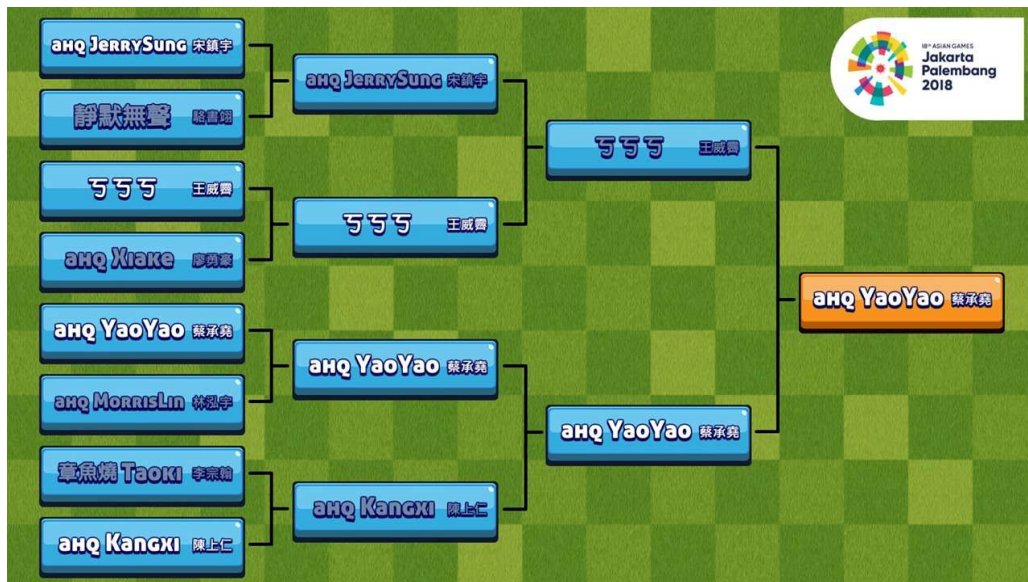 aHQ JERRYSUNG 宋鎮宇
靜默無聲 駱書翊
ㄎㄎㄎ 王威霽
aHQ XIAKE 廖勇豪
aHQ YaoYao 蔡承堯
aHQ MORRISLIN 林泓宇
章魚燒 TAOKI 李宗翰
aHQ KANGXI 陳上仁
aHQ JERRYSUNG 宋鎮宇
ㄎㄎㄎ 王威霽
aHQ YaoYao 蔡承堯
aHQ KANGXI 陳上仁
ㄎㄎㄎ 王威霽
aHQ YaoYao 蔡承堯
aHQ YaoYao 蔡承堯
18th ASIAN GAMES
Jakarta
Palembang
2018